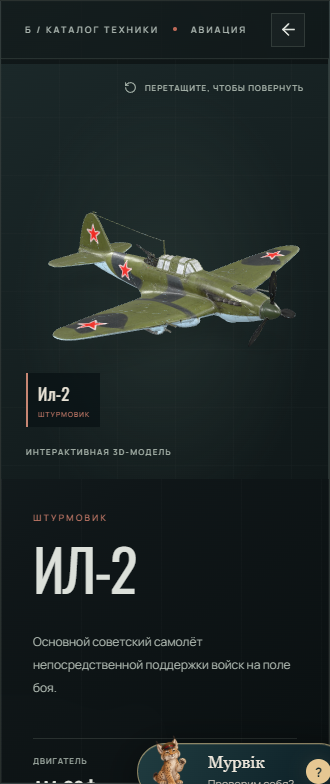 Б / КАТАЛОГ ТЕХНИКИ • АВИАЦИЯ
ПЕРЕТАЩИТЕ, ЧТОБЫ ПОВЕРНУТЬ
Ил-2
ШТУРМОВИК
ИНТЕРАКТИВНАЯ 3D-МОДЕЛЬ
ШТУРМОВИК
ИЛ-2
Основной советский самолёт
непосредственной поддержки войск на поле
боя.
ДВИГАТЕЛЬ
Мурвік
?